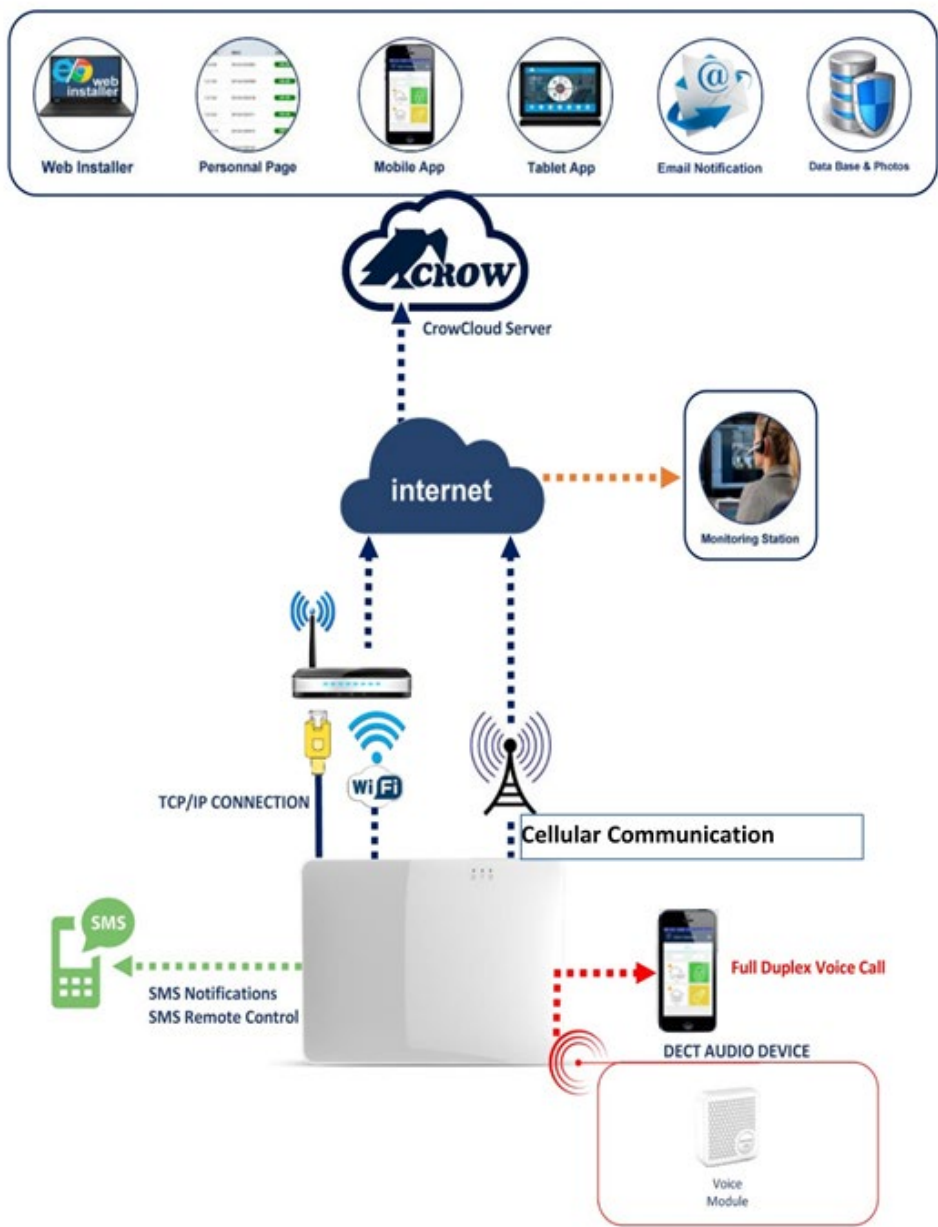 web
installer
Web Installer
Personnal Page
Mobile App
Tablet App
@
Email Notification
Data Base & Photos
CROW
CrowCloud Server
internet
Monitoring Station
TCP/IP CONNECTION
WiFi
Cellular Communication
SMS
SMS Notifications
SMS Remote Control
Full Duplex Voice Call
DECT AUDIO DEVICE
Voice
Module